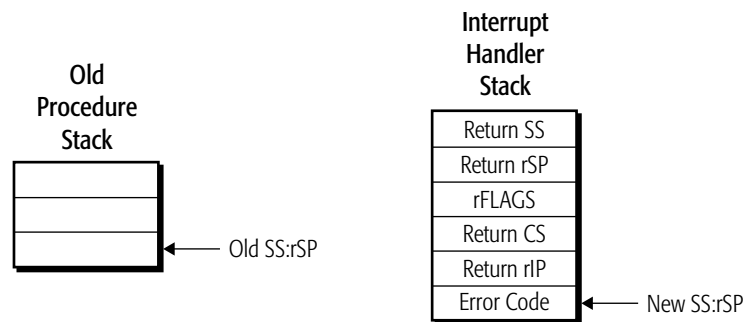 Old
Procedure
Stack
Old SS:rSP
Interrupt
Handler
Stack
Return SS
Return rSP
rFLAGS
Return CS
Return rIP
Error Code
New SS:rSP